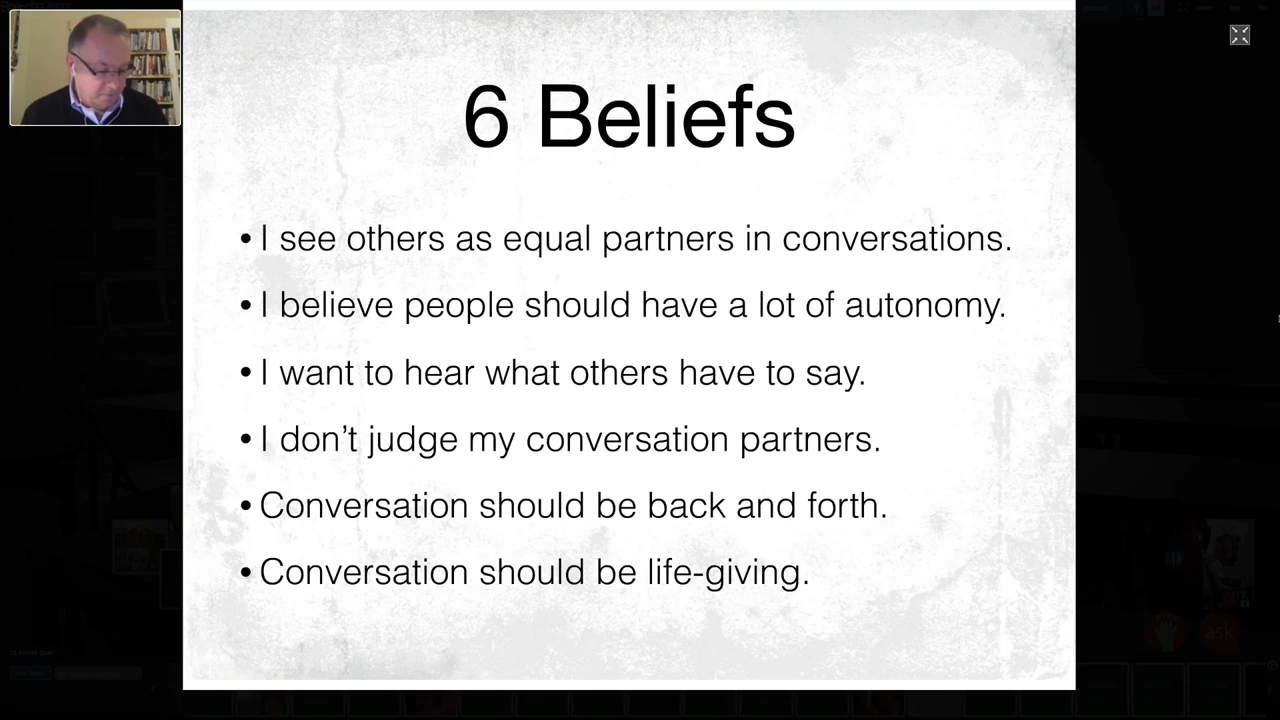 6 Beliefs
• I see others as equal partners in conversations.
• I believe people should have a lot of autonomy.
• I want to hear what others have to say.
• I don’t judge my conversation partners.
• Conversation should be back and forth.
• Conversation should be life-giving.
ask